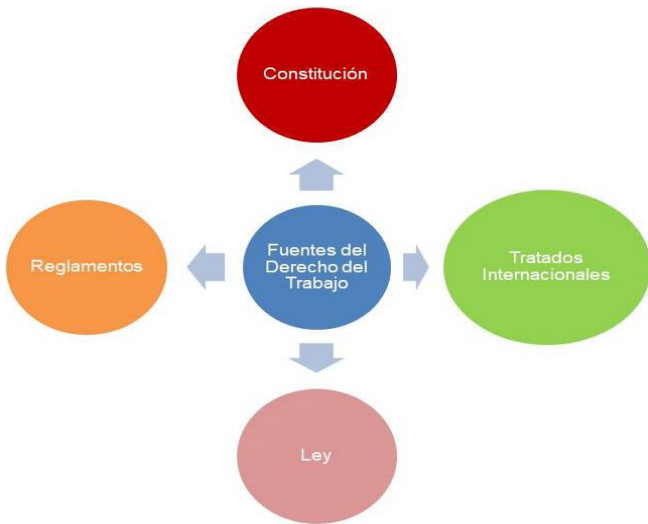 Constitución
Reglamentos
Fuentes del
Derecho del
Trabajo
Tratados
Internacionales
Ley